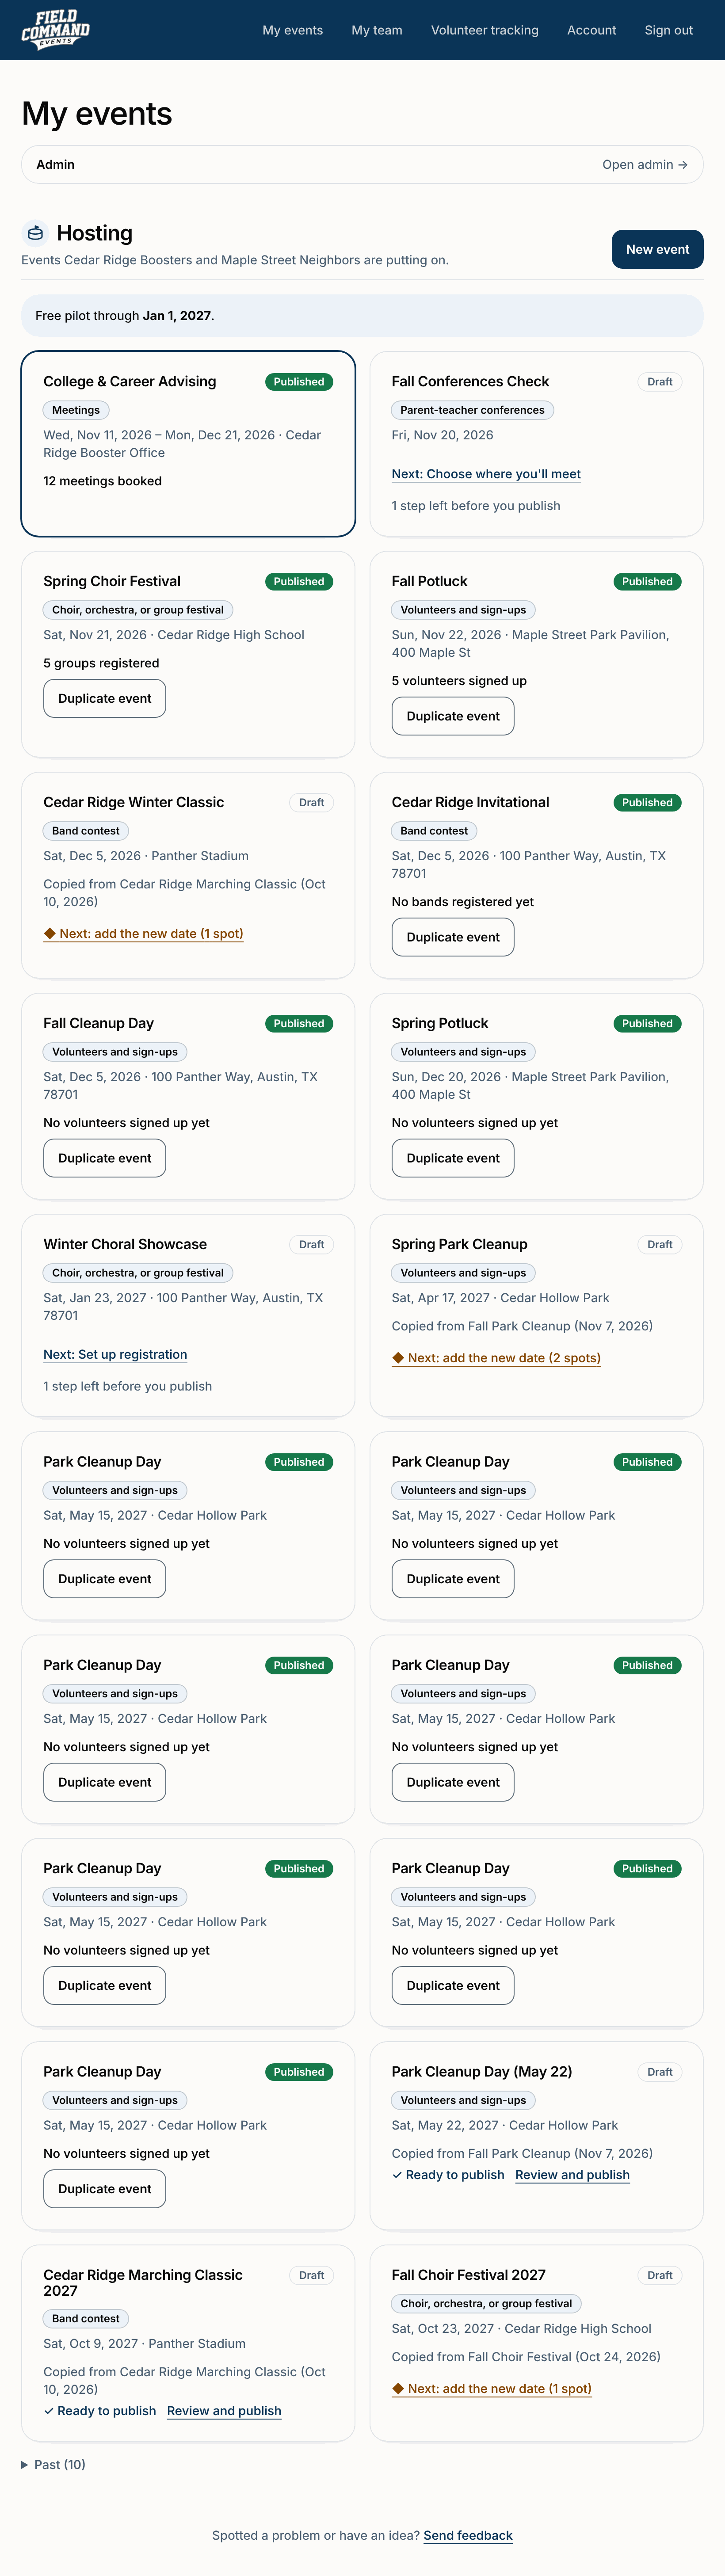 FIELD
COMMAND
EVENTS
My events
My team
Volunteer tracking
Account
Sign out
My events
Admin
Open admin →
Hosting
Events Cedar Ridge Boosters and Maple Street Neighbors are putting on.
New event
Free pilot through Jan 1, 2027.
College & Career Advising
Published
Meetings
Wed, Nov 11, 2026 – Mon, Dec 21, 2026 · Cedar
Ridge Booster Office
12 meetings booked
Fall Conferences Check
Draft
Parent-teacher conferences
Fri, Nov 20, 2026
Next: Choose where you'll meet
1 step left before you publish
Spring Choir Festival
Published
Choir, orchestra, or group festival
Sat, Nov 21, 2026 · Cedar Ridge High School
5 groups registered
Duplicate event
Fall Potluck
Published
Volunteers and sign-ups
Sun, Nov 22, 2026 · Maple Street Park Pavilion,
400 Maple St
5 volunteers signed up
Duplicate event
Cedar Ridge Winter Classic
Draft
Band contest
Sat, Dec 5, 2026 · Panther Stadium
Copied from Cedar Ridge Marching Classic (Oct
10, 2026)
◆ Next: add the new date (1 spot)
Cedar Ridge Invitational
Published
Band contest
Sat, Dec 5, 2026 · 100 Panther Way, Austin, TX
78701
No bands registered yet
Duplicate event
Fall Cleanup Day
Published
Volunteers and sign-ups
Sat, Dec 5, 2026 · 100 Panther Way, Austin, TX
78701
No volunteers signed up yet
Duplicate event
Spring Potluck
Published
Volunteers and sign-ups
Sun, Dec 20, 2026 · Maple Street Park Pavilion,
400 Maple St
No volunteers signed up yet
Duplicate event
Winter Choral Showcase
Draft
Choir, orchestra, or group festival
Sat, Jan 23, 2027 · 100 Panther Way, Austin, TX
78701
Next: Set up registration
1 step left before you publish
Spring Park Cleanup
Draft
Volunteers and sign-ups
Sat, Apr 17, 2027 · Cedar Hollow Park
Copied from Fall Park Cleanup (Nov 7, 2026)
◆ Next: add the new date (2 spots)
Park Cleanup Day
Published
Volunteers and sign-ups
Sat, May 15, 2027 · Cedar Hollow Park
No volunteers signed up yet
Duplicate event
Park Cleanup Day
Published
Volunteers and sign-ups
Sat, May 15, 2027 · Cedar Hollow Park
No volunteers signed up yet
Duplicate event
Park Cleanup Day
Published
Volunteers and sign-ups
Sat, May 15, 2027 · Cedar Hollow Park
No volunteers signed up yet
Duplicate event
Park Cleanup Day
Published
Volunteers and sign-ups
Sat, May 15, 2027 · Cedar Hollow Park
No volunteers signed up yet
Duplicate event
Park Cleanup Day
Published
Volunteers and sign-ups
Sat, May 15, 2027 · Cedar Hollow Park
No volunteers signed up yet
Duplicate event
Park Cleanup Day
Published
Volunteers and sign-ups
Sat, May 15, 2027 · Cedar Hollow Park
No volunteers signed up yet
Duplicate event
Park Cleanup Day
Published
Volunteers and sign-ups
Sat, May 15, 2027 · Cedar Hollow Park
No volunteers signed up yet
Duplicate event
Park Cleanup Day (May 22)
Draft
Volunteers and sign-ups
Sat, May 22, 2027 · Cedar Hollow Park
Copied from Fall Park Cleanup (Nov 7, 2026)
✓ Ready to publish Review and publish
Cedar Ridge Marching Classic
2027
Draft
Band contest
Sat, Oct 9, 2027 · Panther Stadium
Copied from Cedar Ridge Marching Classic (Oct
10, 2026)
✓ Ready to publish Review and publish
Fall Choir Festival 2027
Draft
Choir, orchestra, or group festival
Sat, Oct 23, 2027 · Cedar Ridge High School
Copied from Fall Choir Festival (Oct 24, 2026)
◆ Next: add the new date (1 spot)
▶ Past (10)
Spotted a problem or have an idea? Send feedback